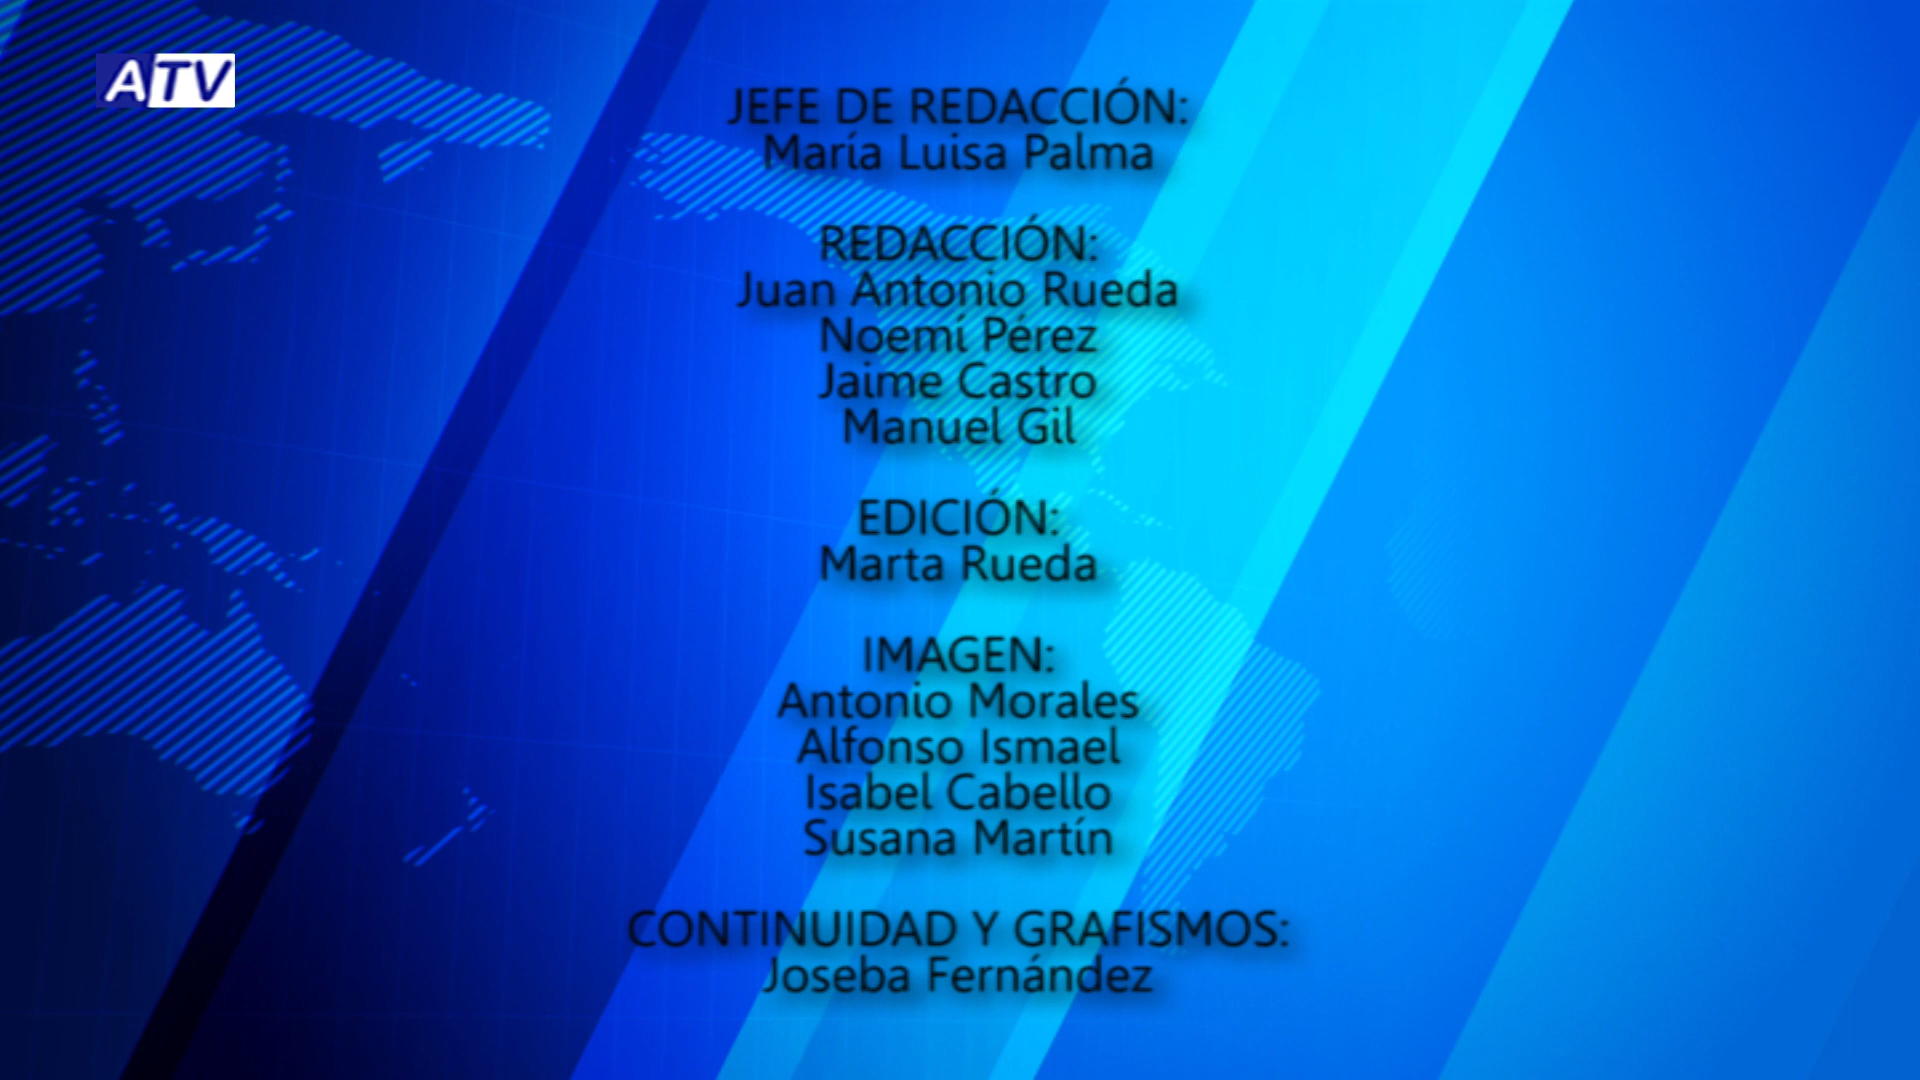 ATV
JEFE DE REDACCIÓN:
María Luisa Palma
REDACCIÓN:
Juan Antonio Rueda
Noemí Pérez
Jaime Castro
Manuel Gil
EDICIÓN:
Marta Rueda
IMAGEN:
Antonio Morales
Alfonso Ismael
Isabel Cabello
Susana Martín
CONTINUIDAD Y GRAFISMOS:
Joseba Fernández